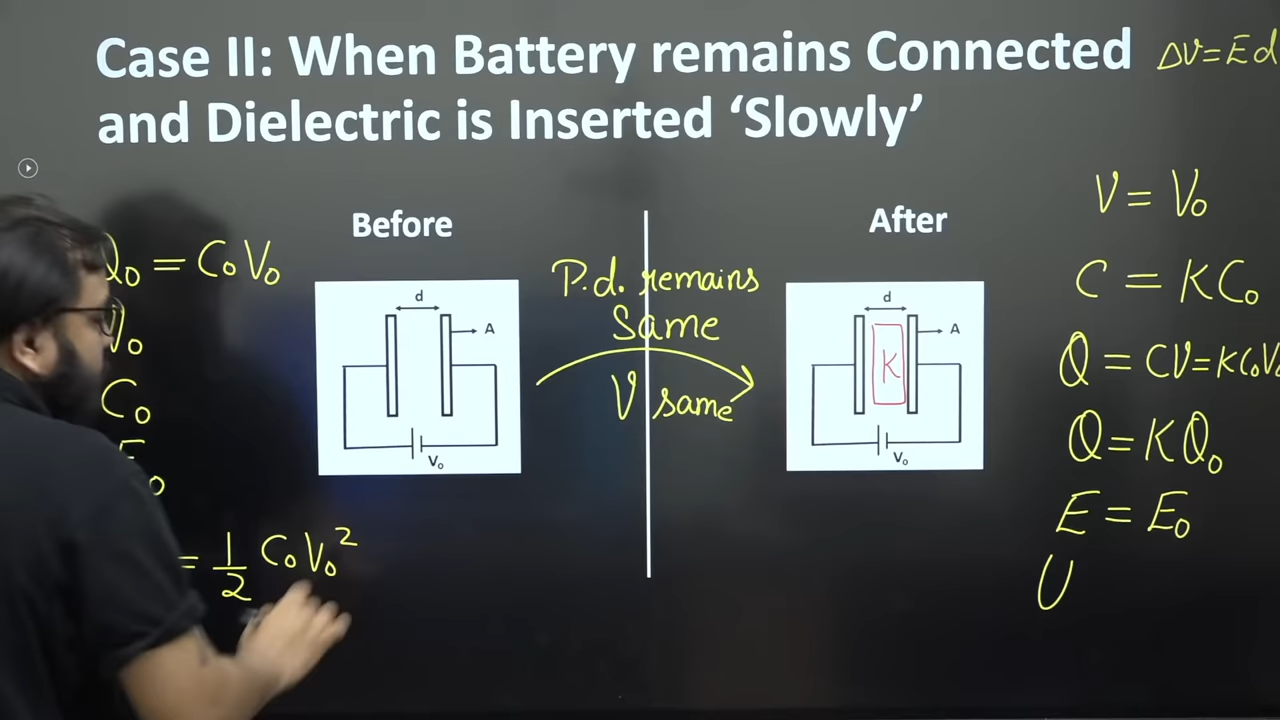 Case II: When Battery remains Connected
and Dielectric is Inserted ‘Slowly’
ΔV=Ed
Before
After
Q₀ = C₀V₀
V₀
C₀
E₀
= 1/2 C₀V₀²
d
A
V₀
P.d. remains
Same
V same
d
A
K
V₀
V = V₀
C = KC₀
Q = CV=KC₀V₀
Q=KQ₀
E = E₀
U